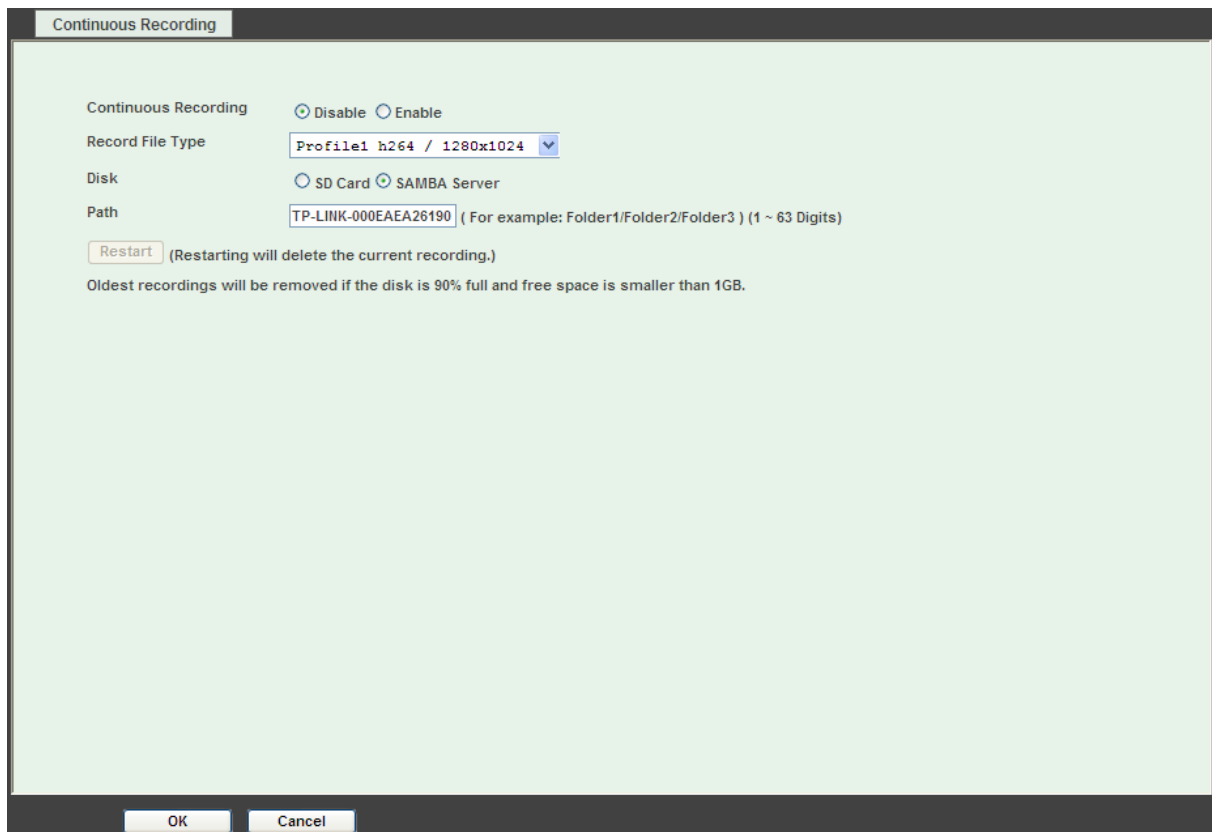 Continuous Recording
Continuous Recording Disable Enable
Record File Type Profile1 h264 / 1280x1024
Disk SD Card SAMBA Server
Path TP-LINK-000EAEA26190 ( For example: Folder1/Folder2/Folder3 ) (1 ~ 63 Digits)
Restart (Restarting will delete the current recording.)
Oldest recordings will be removed if the disk is 90% full and free space is smaller than 1GB.
OK Cancel